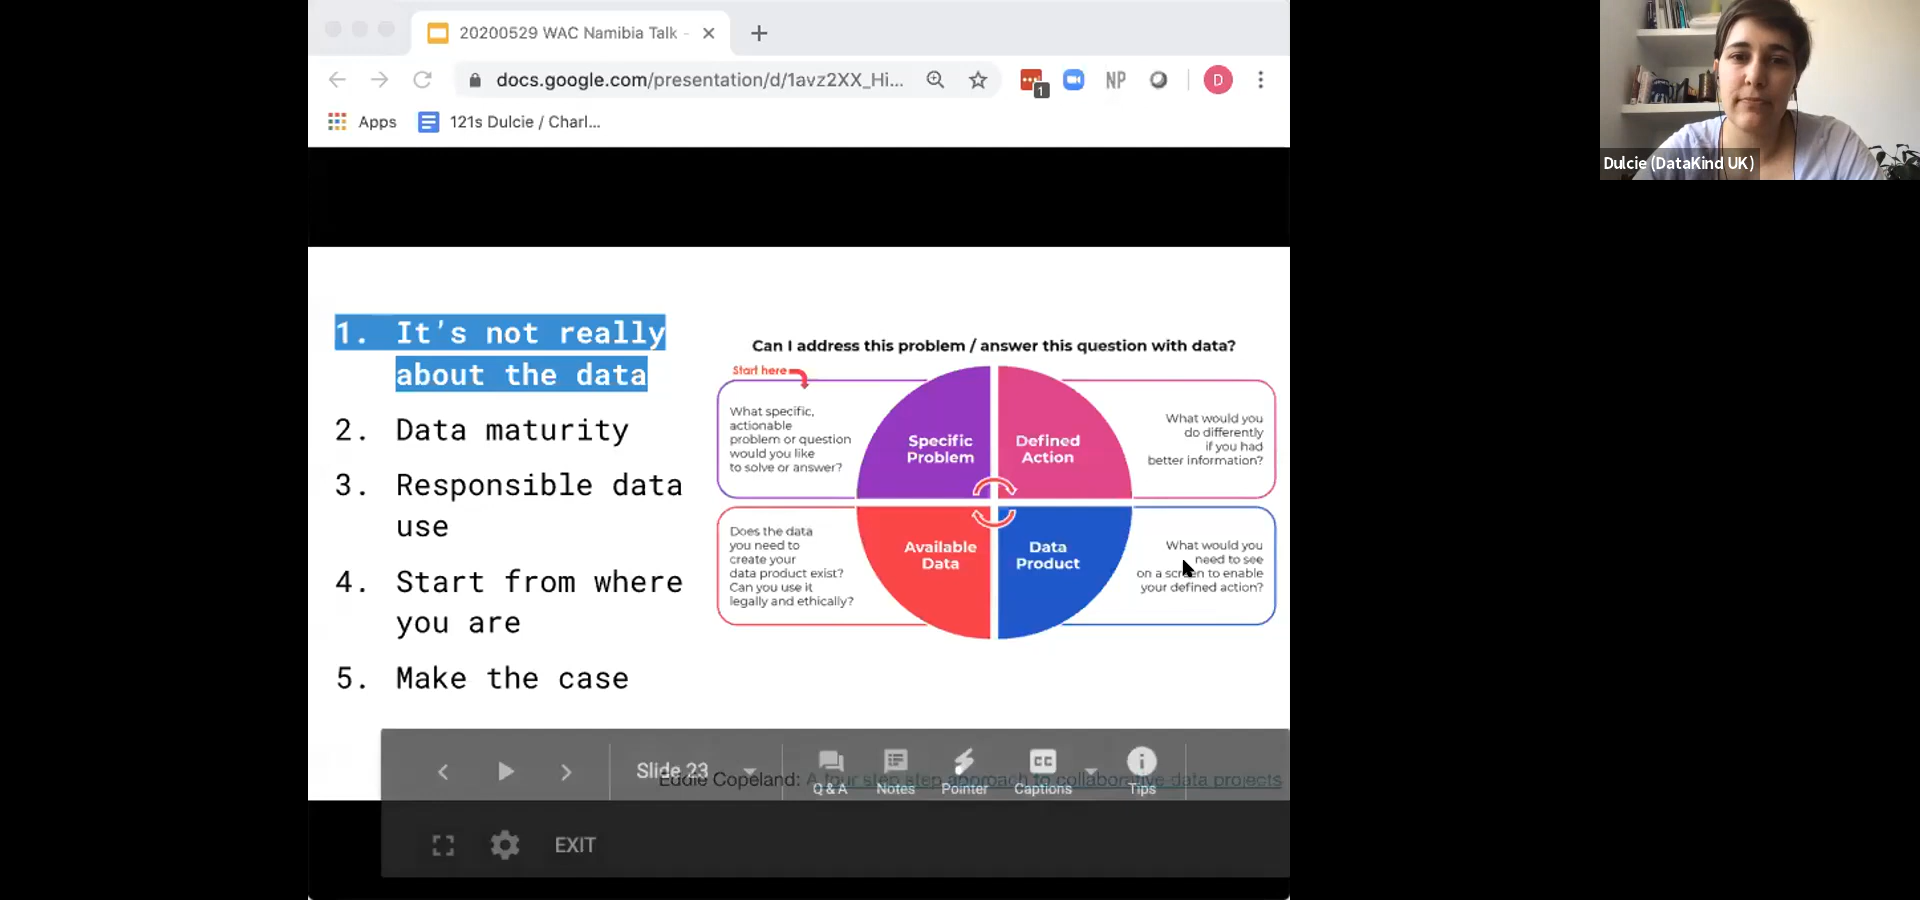 20200529 WAC Namibia Talk -
docs.google.com/presentation/d/1avz2XX_Hi...
1
NP
D
Apps
121s Dulcie / Charl...
Dulcie (DataKind UK)
1. It's not really
about the data
2. Data maturity
3. Responsible data
use
4. Start from where
you are
5. Make the case
Can I address this problem / answer this question with data?
Start here
What specific,
actionable
problem or question
would you like
to solve or answer?
Specific
Problem
Defined
Action
What would you
do differently
if you had
better information?
Does the data
you need to
create your
data product exist?
Can you use it
legally and ethically?
Available
Data
Data
Product
What would you
need to see
on a screen to enable
your defined action?
Slide 23
Eddie Copeland: A four step step approach to collaborative data projects
Q & A
Notes
Pointer
CC
Captions
Tips
EXIT